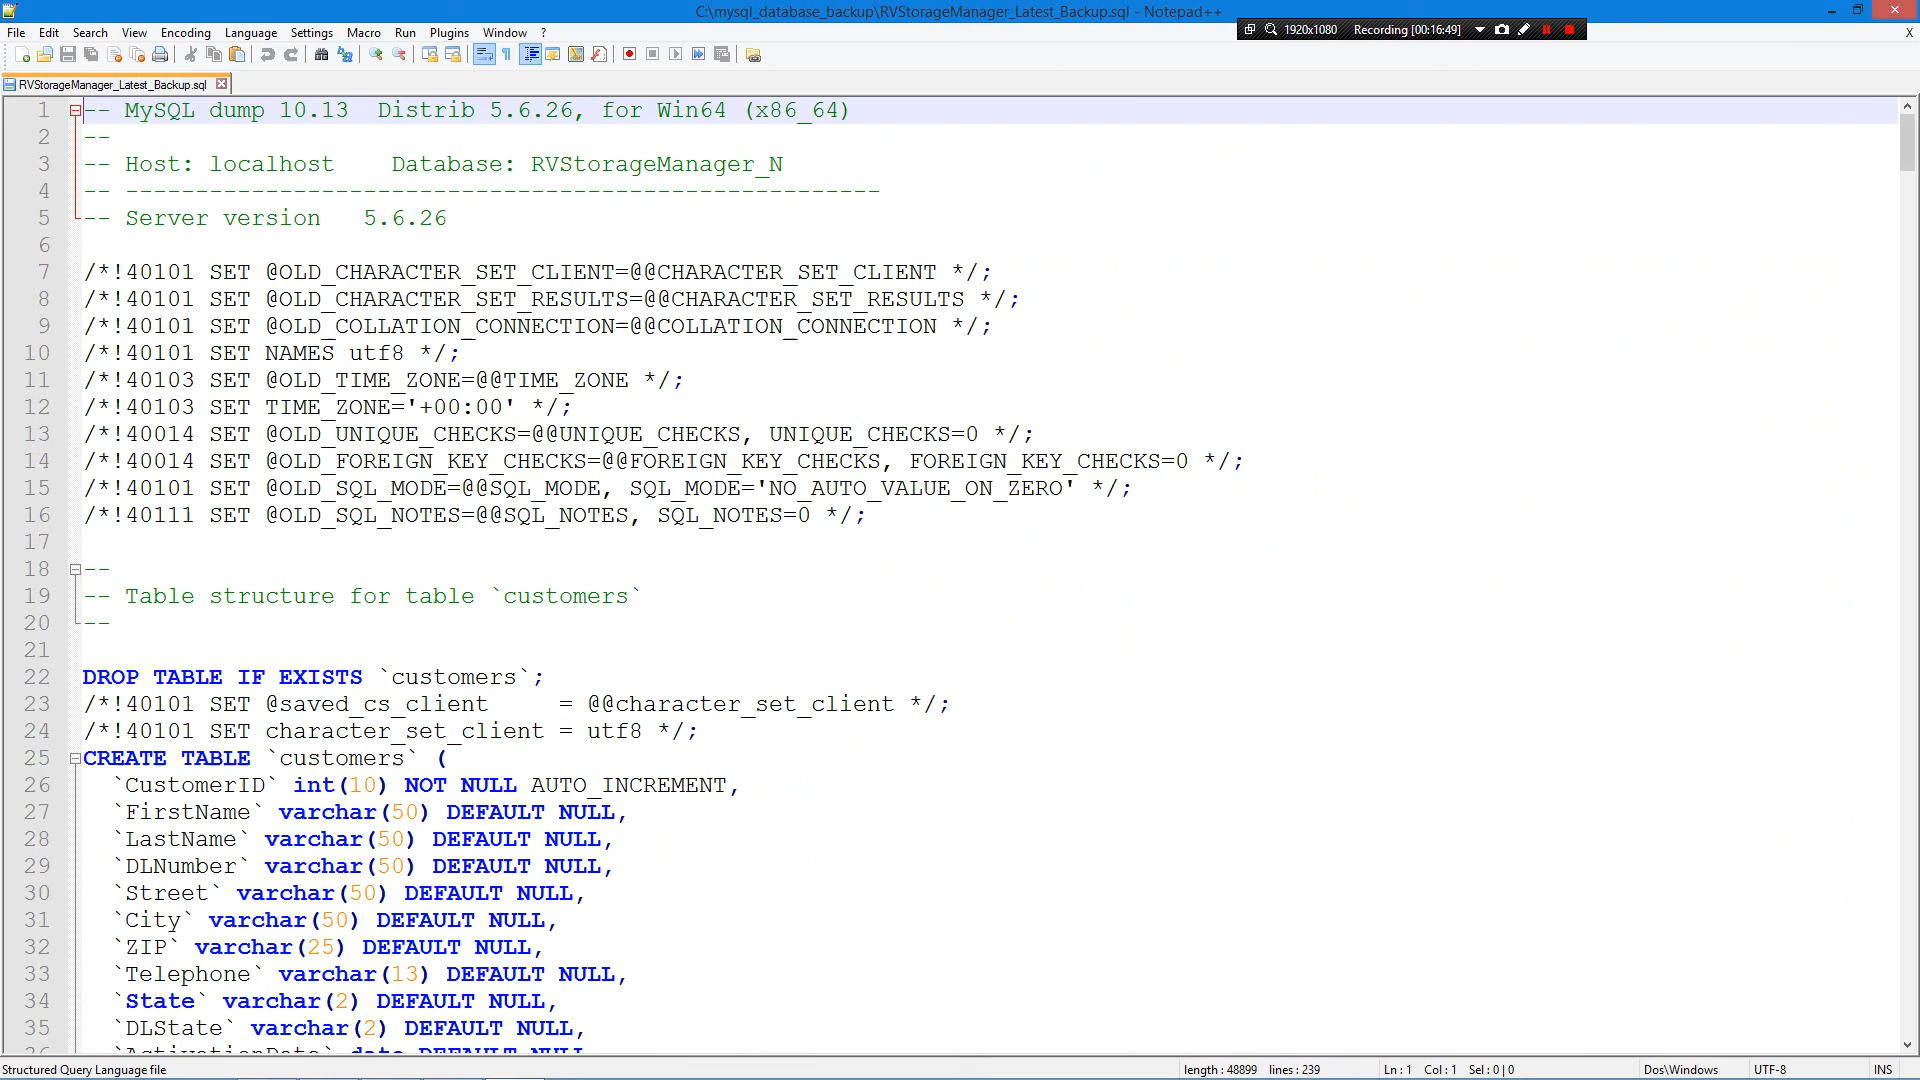 C:\mysql_database_backup\RVStorageManager_Latest_Backup.sql - Notepad++
File Edit Search View Encoding Language Settings Macro Run Plugins Window ? X
1920x1080 Recording [00:16:49]
RVStorageManager_Latest_Backup.sql
1 -- MySQL dump 10.13  Distrib 5.6.26, for Win64 (x86_64)
2 --
3 -- Host: localhost    Database: RVStorageManager_N
4 -- ------------------------------------------------------
5 -- Server version   5.6.26
6
7 /*!40101 SET @OLD_CHARACTER_SET_CLIENT=@@CHARACTER_SET_CLIENT */;
8 /*!40101 SET @OLD_CHARACTER_SET_RESULTS=@@CHARACTER_SET_RESULTS */;
9 /*!40101 SET @OLD_COLLATION_CONNECTION=@@COLLATION_CONNECTION */;
10 /*!40101 SET NAMES utf8 */;
11 /*!40103 SET @OLD_TIME_ZONE=@@TIME_ZONE */;
12 /*!40103 SET TIME_ZONE='+00:00' */;
13 /*!40014 SET @OLD_UNIQUE_CHECKS=@@UNIQUE_CHECKS, UNIQUE_CHECKS=0 */;
14 /*!40014 SET @OLD_FOREIGN_KEY_CHECKS=@@FOREIGN_KEY_CHECKS, FOREIGN_KEY_CHECKS=0 */;
15 /*!40101 SET @OLD_SQL_MODE=@@SQL_MODE, SQL_MODE='NO_AUTO_VALUE_ON_ZERO' */;
16 /*!40111 SET @OLD_SQL_NOTES=@@SQL_NOTES, SQL_NOTES=0 */;
17
18 --
19 -- Table structure for table `customers`
20 --
21
22 DROP TABLE IF EXISTS `customers`;
23 /*!40101 SET @saved_cs_client     = @@character_set_client */;
24 /*!40101 SET character_set_client = utf8 */;
25 CREATE TABLE `customers` (
26 `CustomerID` int(10) NOT NULL AUTO_INCREMENT,
27 `FirstName` varchar(50) DEFAULT NULL,
28 `LastName` varchar(50) DEFAULT NULL,
29 `DLNumber` varchar(50) DEFAULT NULL,
30 `Street` varchar(50) DEFAULT NULL,
31 `City` varchar(50) DEFAULT NULL,
32 `ZIP` varchar(25) DEFAULT NULL,
33 `Telephone` varchar(13) DEFAULT NULL,
34 `State` varchar(2) DEFAULT NULL,
35 `DLState` varchar(2) DEFAULT NULL,
36 `ActivationDate` date DEFAULT NULL
Structured Query Language file length : 48899 lines : 239 Ln : 1 Col : 1 Sel : 0 | 0 Dos\Windows UTF-8 INS